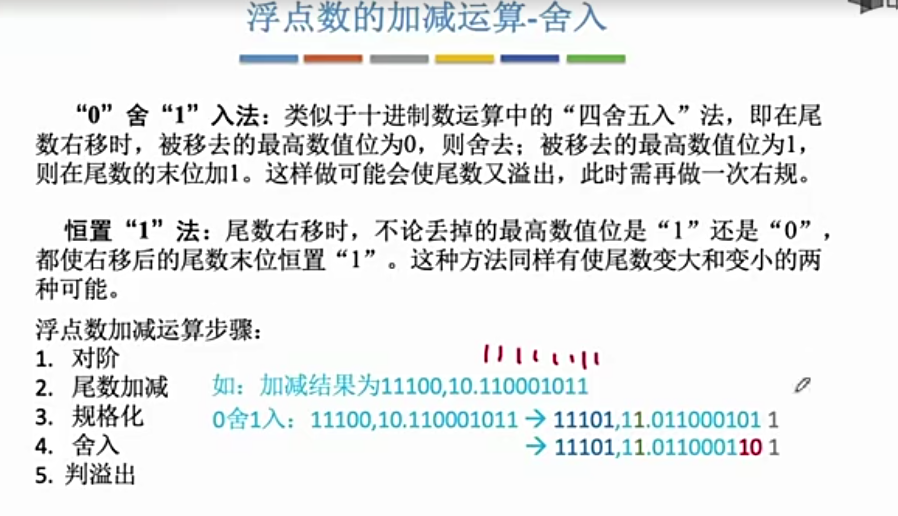 浮点数的加减运算-舍入
“0”舍“1”入法：类似于十进制数运算中的“四舍五入”法，即在尾
数右移时，被移去的最高数值位为0，则舍去；被移去的最高数值位为1，
则在尾数的末位加1。这样做可能会使尾数又溢出，此时需再做一次右规。
恒置“1”法：尾数右移时，不论丢掉的最高数值位是“1”还是“0”，
都使右移后的尾数末位恒置“1”。这种方法同样有使尾数变大和变小的两
种可能。
浮点数加减运算步骤：
1. 对阶
2. 尾数加减 如：加减结果为11100,10.110001011
3. 规格化 0舍1入：11100,10.110001011 → 11101,11.011000101 1
4. 舍入 → 11101,11.011000110 1
5. 判溢出